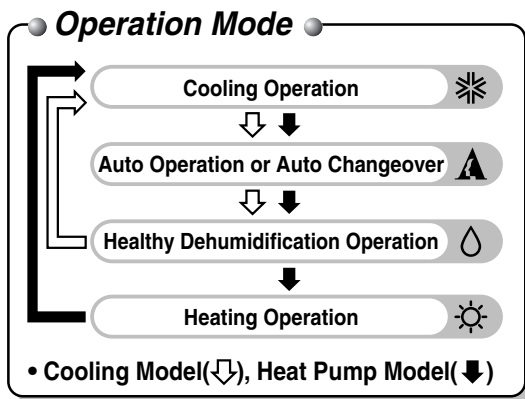 Operation Mode
Cooling Operation
Auto Operation or Auto Changeover
Healthy Dehumidification Operation
Heating Operation
• Cooling Model(⇩), Heat Pump Model(⬇)